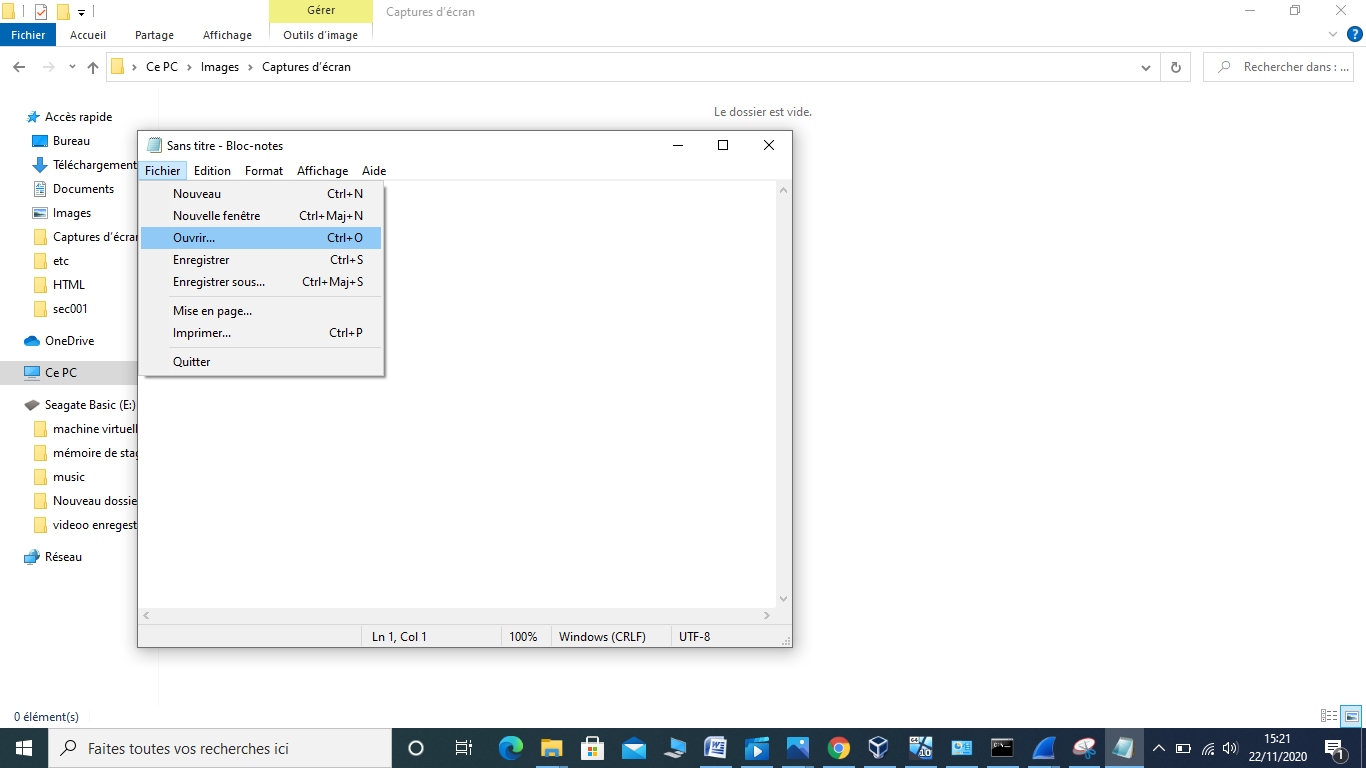 Gérer
Captures d’écran
Fichier
Accueil
Partage
Affichage
Outils d’image
?
Ce PC > Images > Captures d’écran
Rechercher dans : ...
Le dossier est vide.
Accès rapide
Bureau
Téléchargement
Documents
Images
Captures d’écran
etc
HTML
sec001
OneDrive
Ce PC
Seagate Basic (E:)
machine virtuell
mémoire de stag
music
Nouveau dossie
videoo enregest
Réseau
Sans titre - Bloc-notes
Fichier Edition Format Affichage Aide
Nouveau Ctrl+N
Nouvelle fenêtre Ctrl+Maj+N
Ouvrir... Ctrl+O
Enregistrer Ctrl+S
Enregistrer sous... Ctrl+Maj+S
Mise en page...
Imprimer... Ctrl+P
Quitter
Ln 1, Col 1 100% Windows (CRLF) UTF-8
0 élément(s)
Faites toutes vos recherches ici
15:21
22/11/2020
1